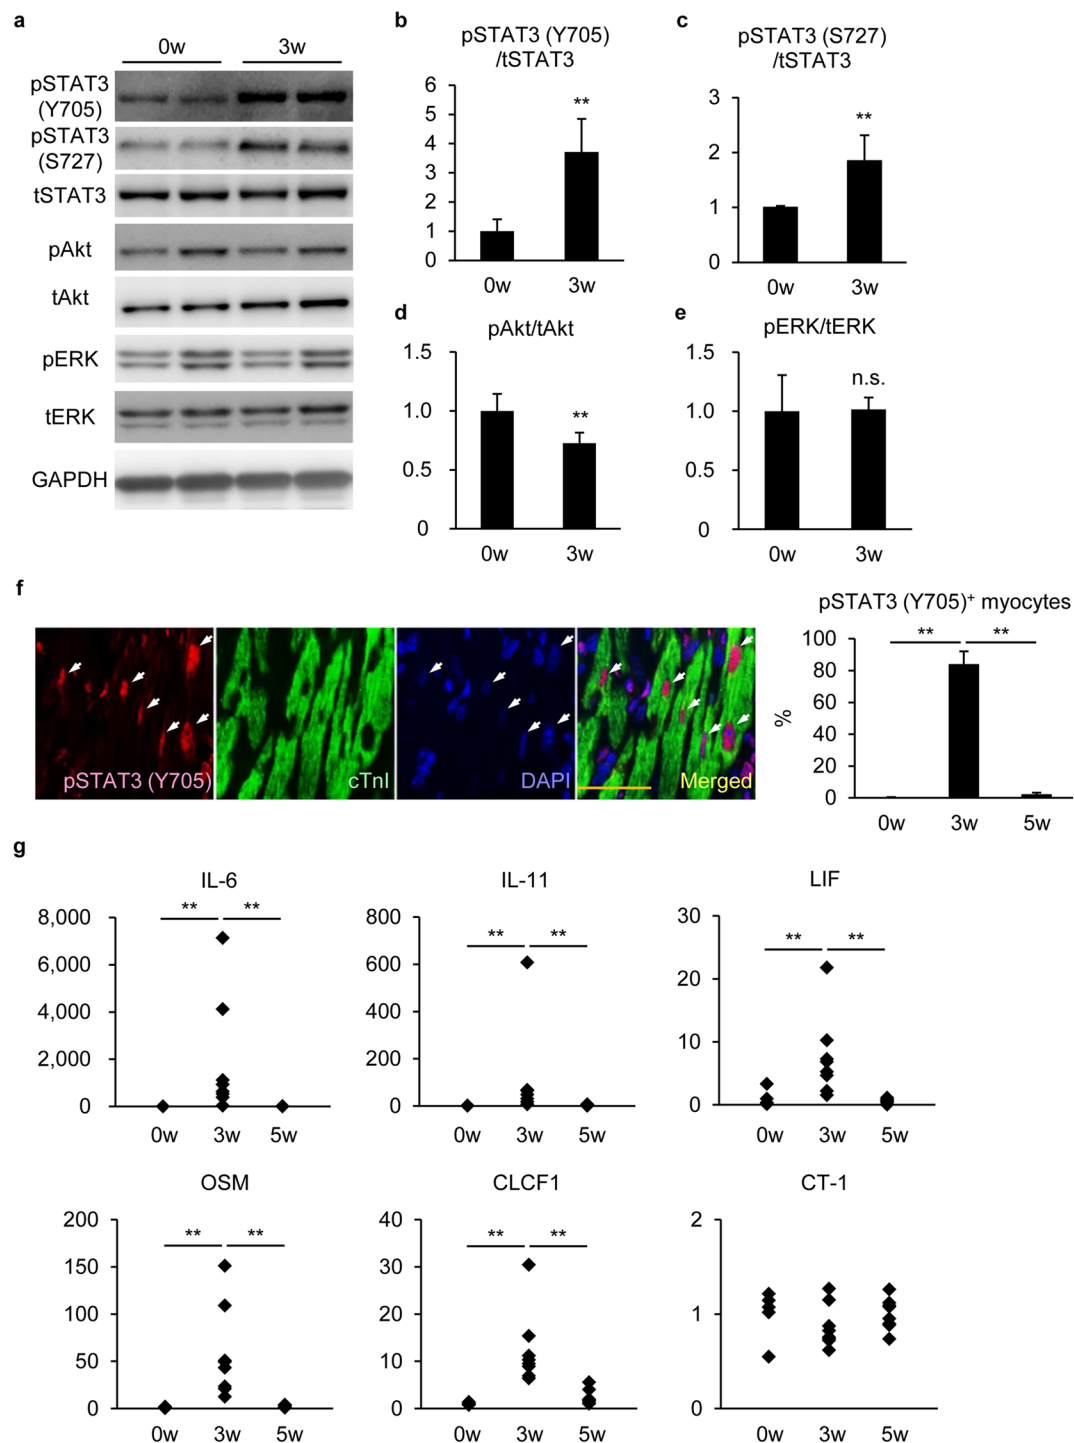 a
0w 3w
pSTAT3
(Y705)
pSTAT3
(S727)
tSTAT3
pAkt
tAkt
pERK
tERK
GAPDH
b
pSTAT3 (Y705)
/tSTAT3
6
5
4
3
2
1
0
**
0w 3w
c
pSTAT3 (S727)
/tSTAT3
3
2
1
0
**
0w 3w
d
pAkt/tAkt
1.5
1.0
0.5
0
**
0w 3w
e
pERK/tERK
1.5
1.0
0.5
0
n.s.
0w 3w
f
pSTAT3 (Y705) cTnI DAPI Merged
pSTAT3 (Y705)+ myocytes
%
100
80
60
40
20
0
** **
0w 3w 5w
g
IL-6
8,000
6,000
4,000
2,000
0
** **
0w 3w 5w
IL-11
800
600
400
200
0
** **
0w 3w 5w
LIF
30
20
10
0
** **
0w 3w 5w
OSM
200
150
100
50
0
** **
0w 3w 5w
CLCF1
40
30
20
10
0
** **
0w 3w 5w
CT-1
2
1
0
0w 3w 5w